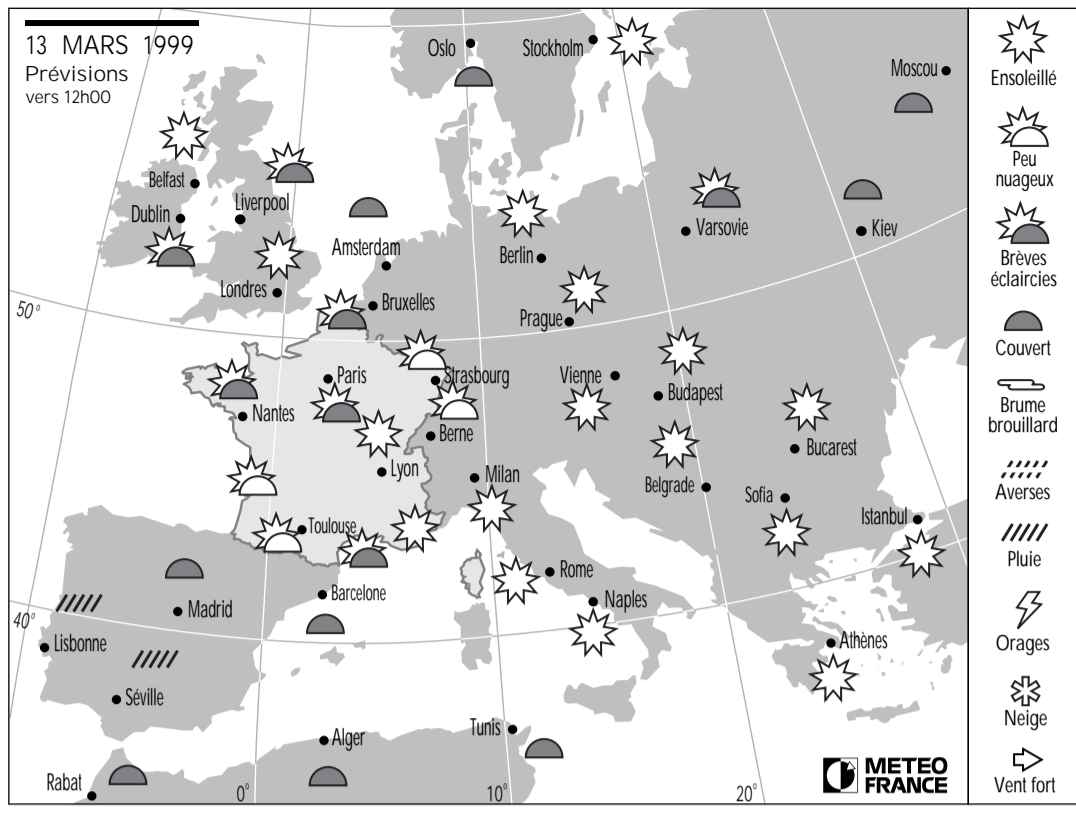 13 MARS 1999
Prévisions
vers 12h00
Oslo
Stockholm
Moscou
Belfast
Dublin
Liverpool
Amsterdam
Londres
Bruxelles
Berlin
Varsovie
Kiev
Prague
50°
Paris
Strasbourg
Vienne
Budapest
Nantes
Berne
Lyon
Milan
Bucarest
Belgrade
Sofia
Istanbul
Toulouse
Rome
Barcelone
Naples
Madrid
40°
Lisbonne
Athènes
Séville
Alger
Tunis
Rabat
0°
10°
20°
METEO
FRANCE
Ensoleillé
Peu
nuageux
Brèves
éclaircies
Couvert
Brume
brouillard
Averses
Pluie
Orages
Neige
Vent fort